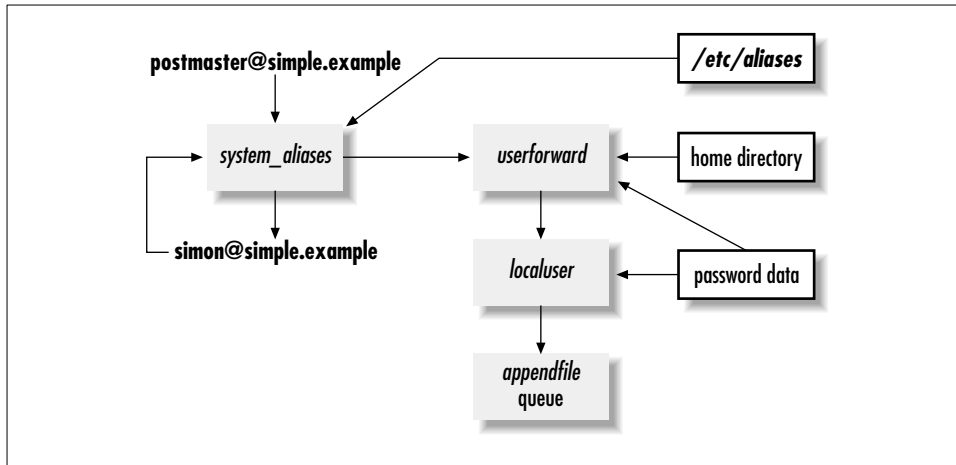 postmaster@simple.example
/etc/aliases
system_aliases
userforward
home directory
simon@simple.example
localuser
password data
appendfile
queue